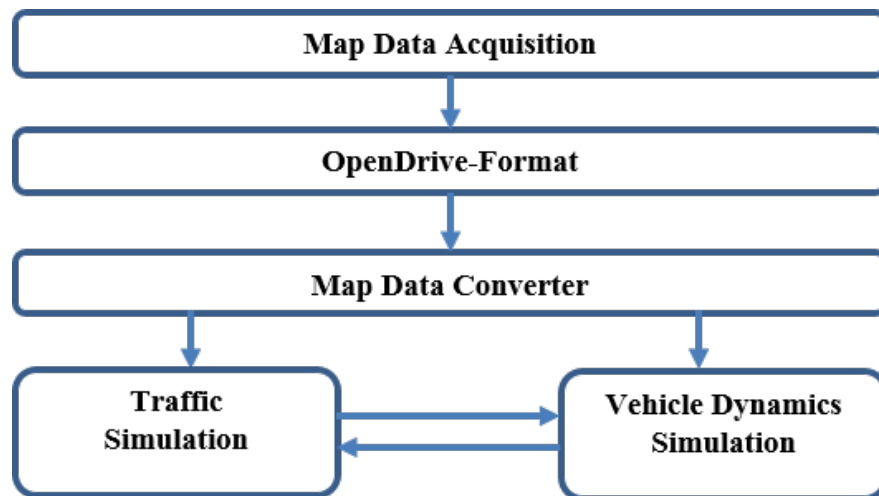 Map Data Acquisition
OpenDrive-Format
Map Data Converter
Traffic
Simulation
Vehicle Dynamics
Simulation